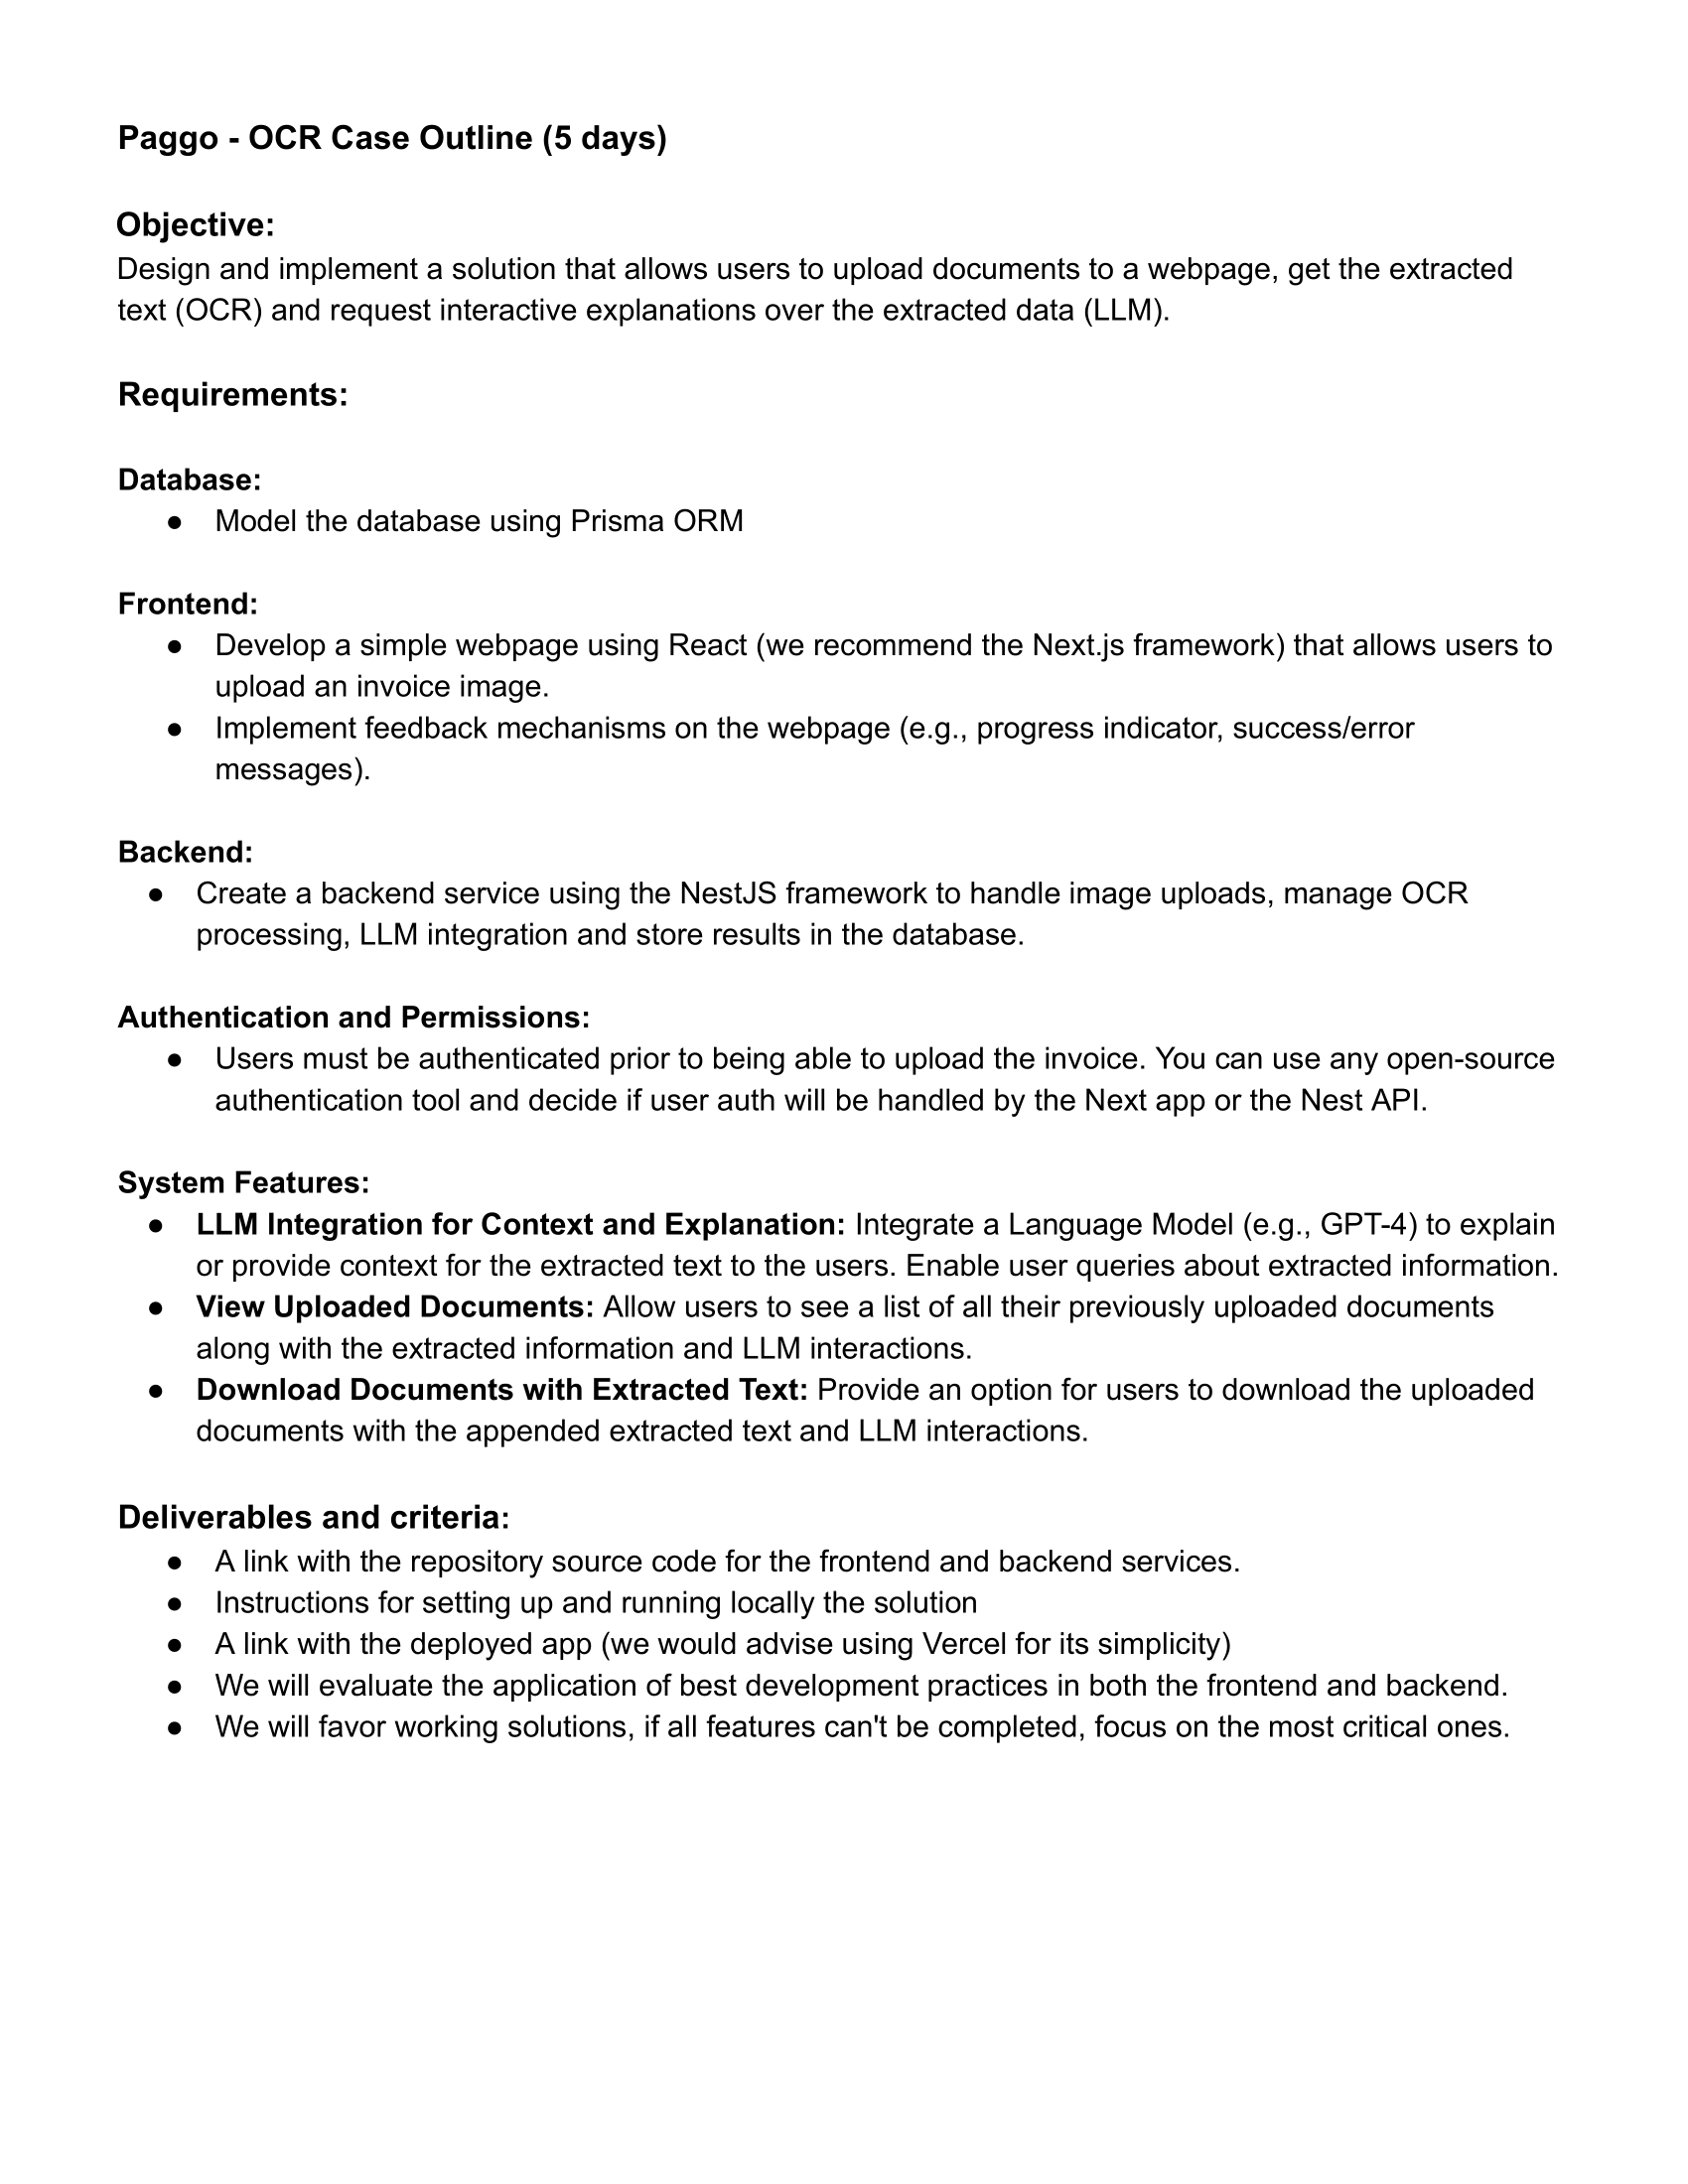 Paggo - OCR Case Outline (5 days)
Objective:
Design and implement a solution that allows users to upload documents to a webpage, get the extracted
text (OCR) and request interactive explanations over the extracted data (LLM).
Requirements:
Database:
● Model the database using Prisma ORM
Frontend:
● Develop a simple webpage using React (we recommend the Next.js framework) that allows users to
upload an invoice image.
● Implement feedback mechanisms on the webpage (e.g., progress indicator, success/error
messages).
Backend:
● Create a backend service using the NestJS framework to handle image uploads, manage OCR
processing, LLM integration and store results in the database.
Authentication and Permissions:
● Users must be authenticated prior to being able to upload the invoice. You can use any open-source
authentication tool and decide if user auth will be handled by the Next app or the Nest API.
System Features:
● LLM Integration for Context and Explanation: Integrate a Language Model (e.g., GPT-4) to explain
or provide context for the extracted text to the users. Enable user queries about extracted information.
● View Uploaded Documents: Allow users to see a list of all their previously uploaded documents
along with the extracted information and LLM interactions.
● Download Documents with Extracted Text: Provide an option for users to download the uploaded
documents with the appended extracted text and LLM interactions.
Deliverables and criteria:
● A link with the repository source code for the frontend and backend services.
● Instructions for setting up and running locally the solution
● A link with the deployed app (we would advise using Vercel for its simplicity)
● We will evaluate the application of best development practices in both the frontend and backend.
● We will favor working solutions, if all features can't be completed, focus on the most critical ones.